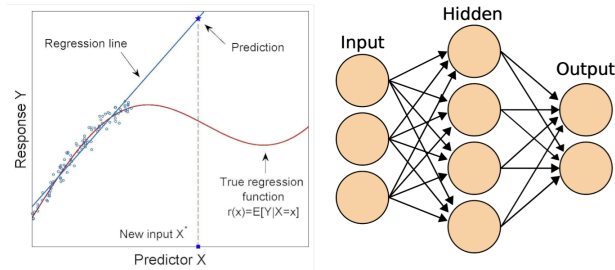 Regression line
Prediction
Response Y
True regression
function
r(x)=E[Y|X=x]
New input X*
Predictor X
Hidden
Input
Output